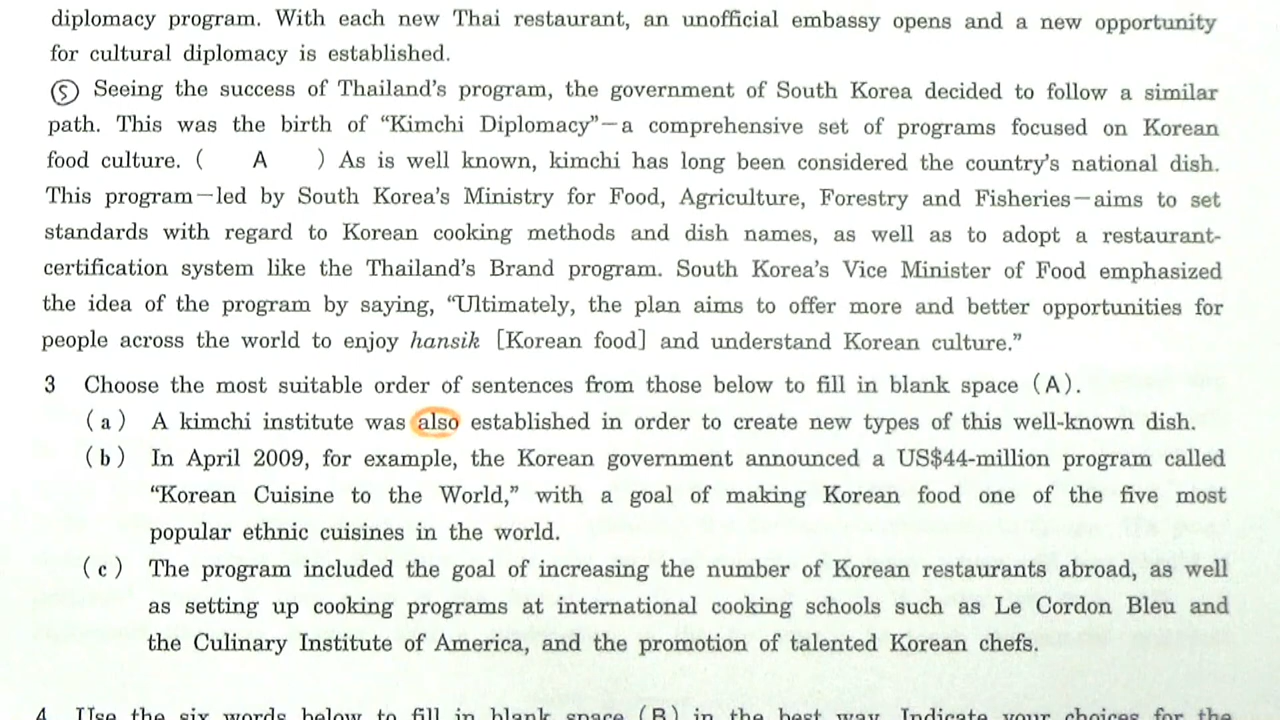 diplomacy program. With each new Thai restaurant, an unofficial embassy opens and a new opportunity
for cultural diplomacy is established.
⑤ Seeing the success of Thailand's program, the government of South Korea decided to follow a similar
path. This was the birth of “Kimchi Diplomacy”—a comprehensive set of programs focused on Korean
food culture. ( A ) As is well known, kimchi has long been considered the country's national dish.
This program—led by South Korea's Ministry for Food, Agriculture, Forestry and Fisheries—aims to set
standards with regard to Korean cooking methods and dish names, as well as to adopt a restaurant-
certification system like the Thailand's Brand program. South Korea's Vice Minister of Food emphasized
the idea of the program by saying, “Ultimately, the plan aims to offer more and better opportunities for
people across the world to enjoy hansik [Korean food] and understand Korean culture.”
3 Choose the most suitable order of sentences from those below to fill in blank space (A).
(a) A kimchi institute was also established in order to create new types of this well-known dish.
(b) In April 2009, for example, the Korean government announced a US$44-million program called
“Korean Cuisine to the World,” with a goal of making Korean food one of the five most
popular ethnic cuisines in the world.
(c) The program included the goal of increasing the number of Korean restaurants abroad, as well
as setting up cooking programs at international cooking schools such as Le Cordon Bleu and
the Culinary Institute of America, and the promotion of talented Korean chefs.
4 Use the six words below to fill in blank space (B) in the best way. Indicate your choices for the